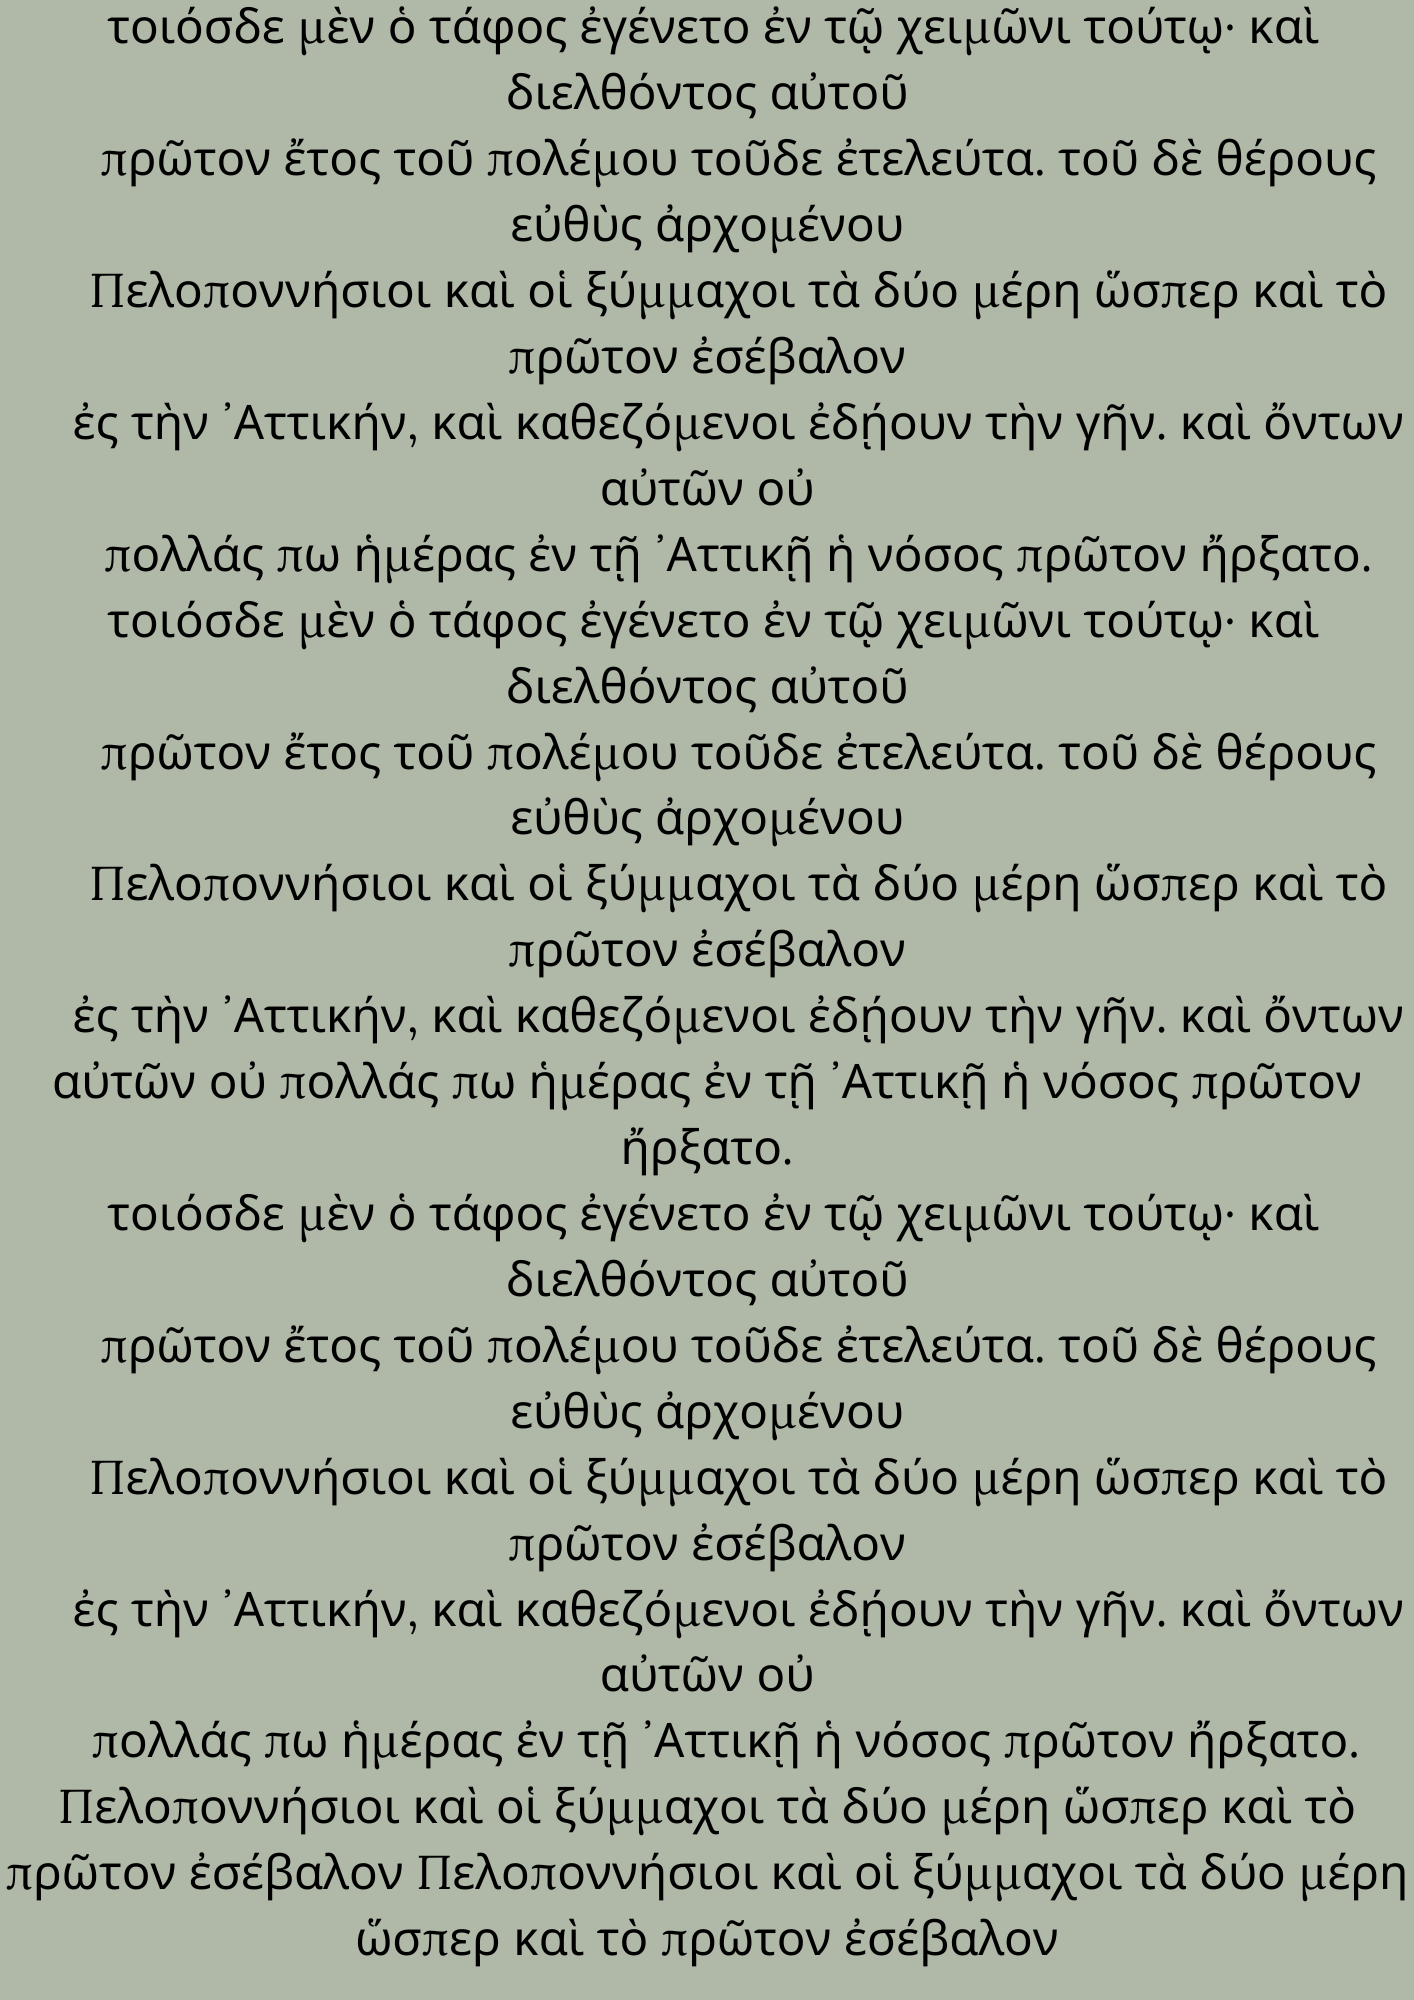 τοιόσδε μὲν ὁ τάφος ἐγένετο ἐν τῷ χειμῶνι τούτῳ· καὶ
διελθόντος αὐτοῦ
πρῶτον ἔτος τοῦ πολέμου τοῦδε ἐτελεύτα. τοῦ δὲ θέρους
εὐθὺς ἀρχομένου
Πελοποννήσιοι καὶ οἱ ξύμμαχοι τὰ δύο μέρη ὥσπερ καὶ τὸ
πρῶτον ἐσέβαλον
ἐς τὴν ᾿Αττικήν, καὶ καθεζόμενοι ἐδῄουν τὴν γῆν. καὶ ὄντων
αὐτῶν οὐ
πολλάς πω ἡμέρας ἐν τῇ ᾿Αττικῇ ἡ νόσος πρῶτον ἤρξατο.
τοιόσδε μὲν ὁ τάφος ἐγένετο ἐν τῷ χειμῶνι τούτῳ· καὶ
διελθόντος αὐτοῦ
πρῶτον ἔτος τοῦ πολέμου τοῦδε ἐτελεύτα. τοῦ δὲ θέρους
εὐθὺς ἀρχομένου
Πελοποννήσιοι καὶ οἱ ξύμμαχοι τὰ δύο μέρη ὥσπερ καὶ τὸ
πρῶτον ἐσέβαλον
ἐς τὴν ᾿Αττικήν, καὶ καθεζόμενοι ἐδῄουν τὴν γῆν. καὶ ὄντων
αὐτῶν οὐ πολλάς πω ἡμέρας ἐν τῇ ᾿Αττικῇ ἡ νόσος πρῶτον
ἤρξατο.
τοιόσδε μὲν ὁ τάφος ἐγένετο ἐν τῷ χειμῶνι τούτῳ· καὶ
διελθόντος αὐτοῦ
πρῶτον ἔτος τοῦ πολέμου τοῦδε ἐτελεύτα. τοῦ δὲ θέρους
εὐθὺς ἀρχομένου
Πελοποννήσιοι καὶ οἱ ξύμμαχοι τὰ δύο μέρη ὥσπερ καὶ τὸ
πρῶτον ἐσέβαλον
ἐς τὴν ᾿Αττικήν, καὶ καθεζόμενοι ἐδῄουν τὴν γῆν. καὶ ὄντων
αὐτῶν οὐ
πολλάς πω ἡμέρας ἐν τῇ ᾿Αττικῇ ἡ νόσος πρῶτον ἤρξατο.
Πελοποννήσιοι καὶ οἱ ξύμμαχοι τὰ δύο μέρη ὥσπερ καὶ τὸ
πρῶτον ἐσέβαλον Πελοποννήσιοι καὶ οἱ ξύμμαχοι τὰ δύο μέρη
ὥσπερ καὶ τὸ πρῶτον ἐσέβαλον